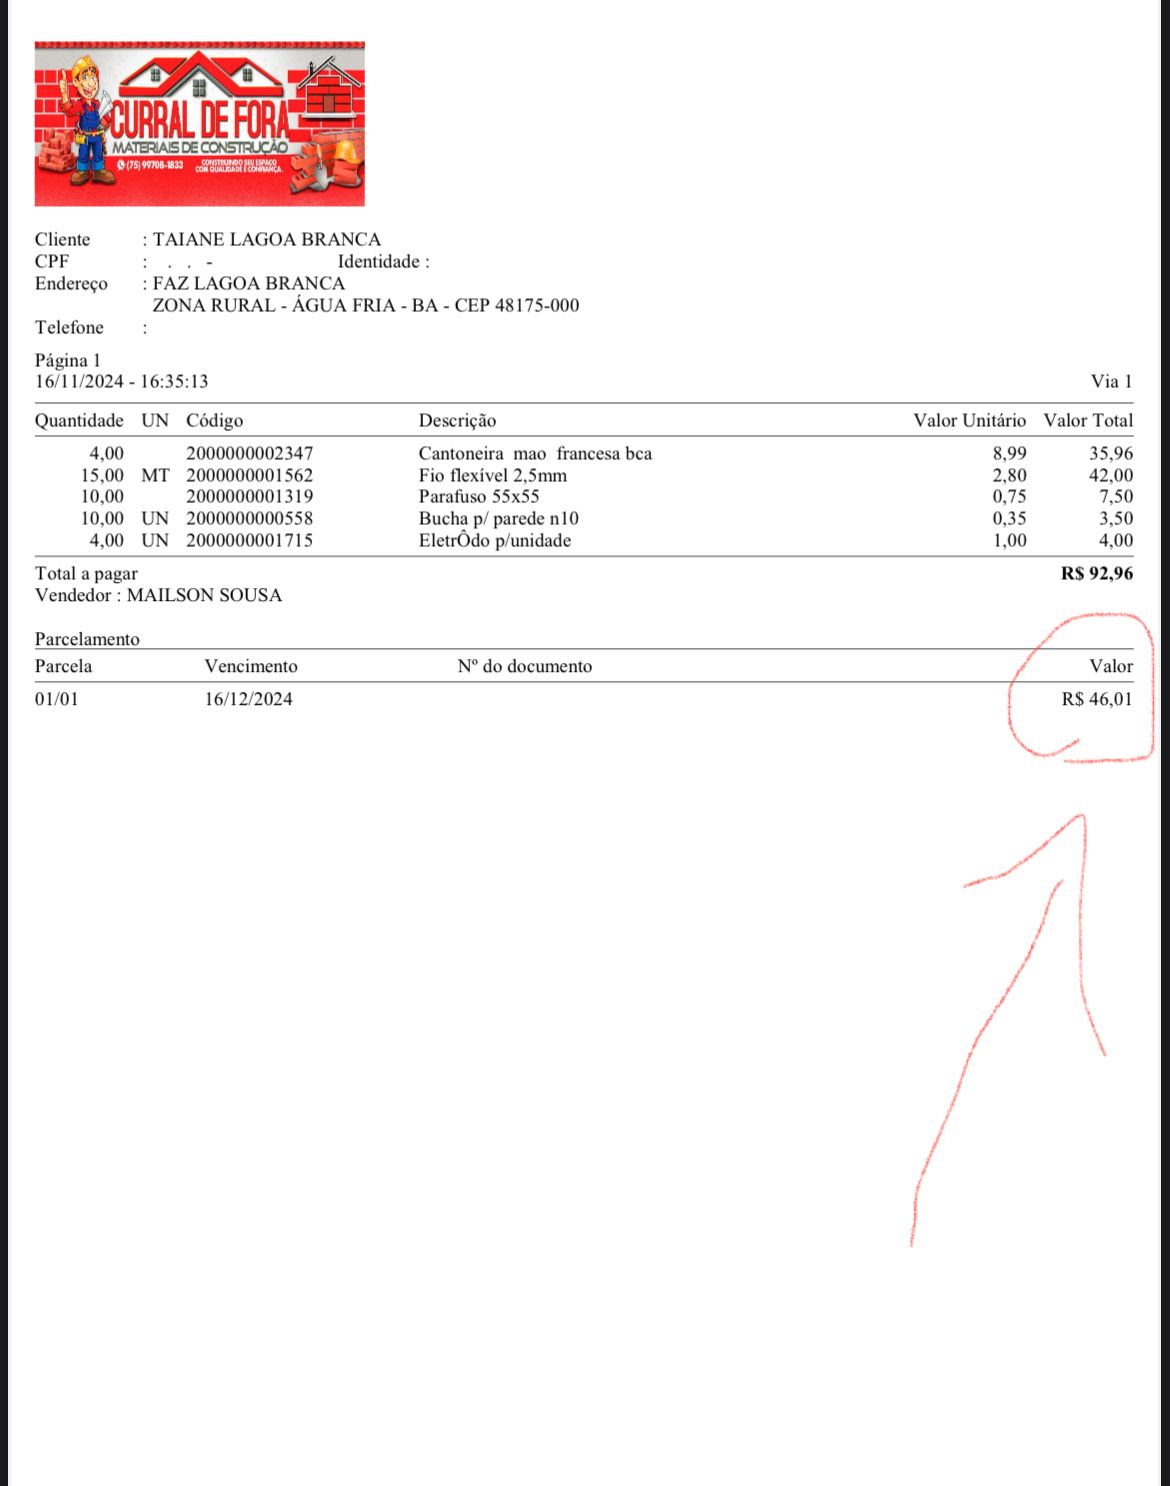 CURRAL DE FORA
MATERIAIS DE CONSTRUÇÃO
(75) 99708-1833 CONSTRUINDO SEU ESPAÇO
COM QUALIDADE E CONFIANÇA.
Cliente : TAIANE LAGOA BRANCA
CPF : . . - Identidade :
Endereço : FAZ LAGOA BRANCA
ZONA RURAL - ÁGUA FRIA - BA - CEP 48175-000
Telefone :
Página 1
16/11/2024 - 16:35:13 Via 1
Quantidade UN Código Descrição Valor Unitário Valor Total
4,00 2000000002347 Cantoneira mao francesa bca 8,99 35,96
15,00 MT 2000000001562 Fio flexível 2,5mm 2,80 42,00
10,00 2000000001319 Parafuso 55x55 0,75 7,50
10,00 UN 2000000000558 Bucha p/ parede n10 0,35 3,50
4,00 UN 2000000001715 EletrÔdo p/unidade 1,00 4,00
Total a pagar R$ 92,96
Vendedor : MAILSON SOUSA
Parcelamento
Parcela Vencimento Nº do documento Valor
01/01 16/12/2024 R$ 46,01